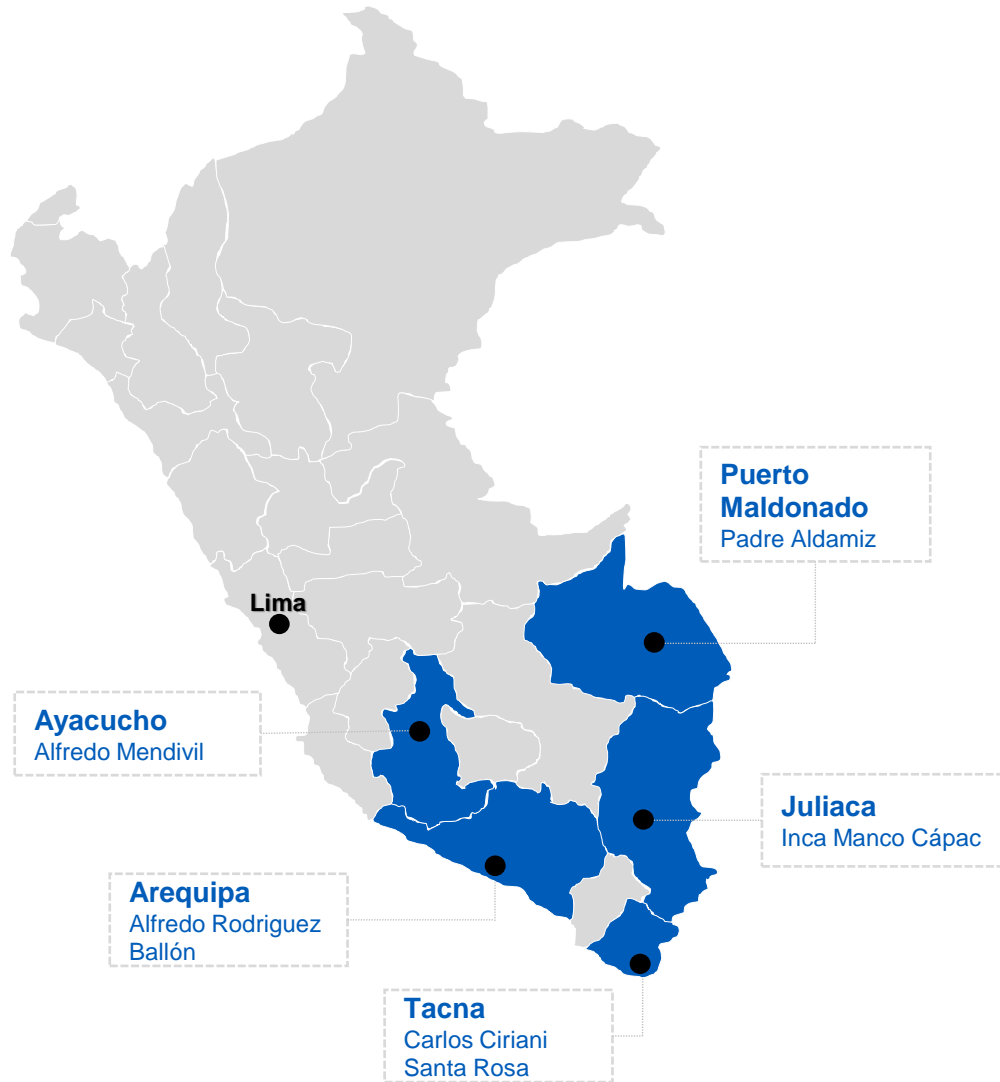 Puerto
Maldonado
Padre Aldamiz
Lima
Ayacucho
Alfredo Mendivil
Juliaca
Inca Manco Cápac
Arequipa
Alfredo Rodriguez
Ballón
Tacna
Carlos Ciriani
Santa Rosa